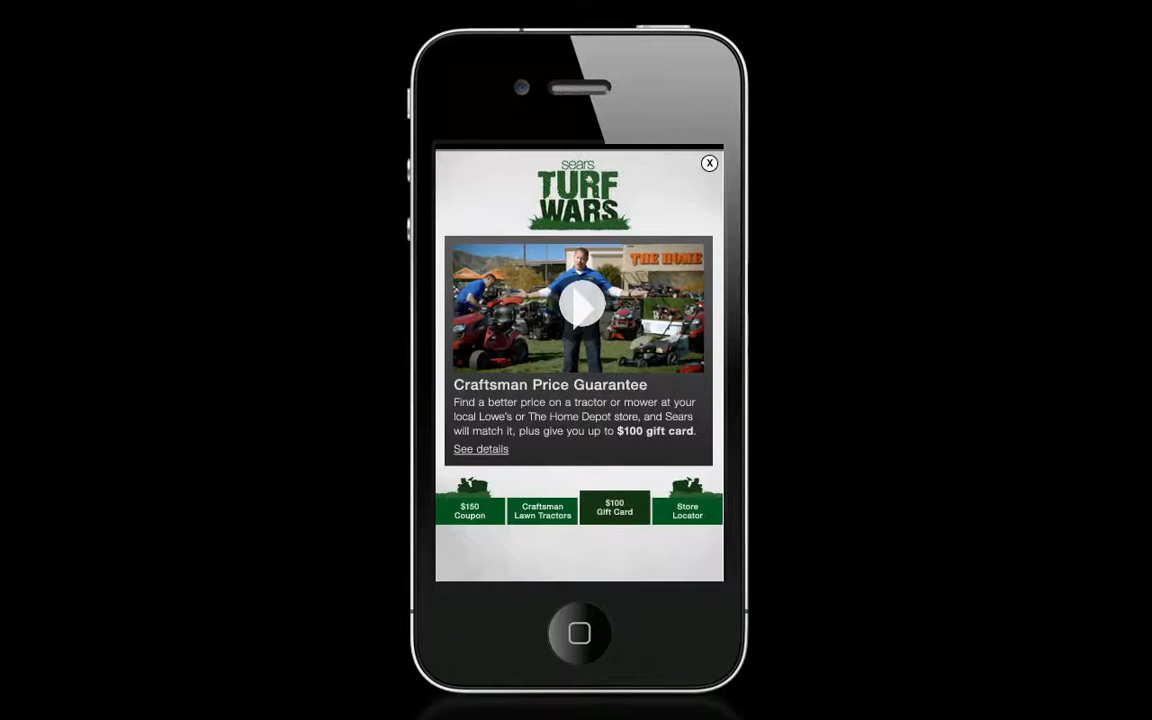 sears
TURF
WARS
X
THE HOME
Craftsman Price Guarantee
Find a better price on a tractor or mower at your
local Lowe's or The Home Depot store, and Sears
will match it, plus give you up to $100 gift card.
See details
$150
Coupon
Craftsman
Lawn Tractors
$100
Gift Card
Store
Locator